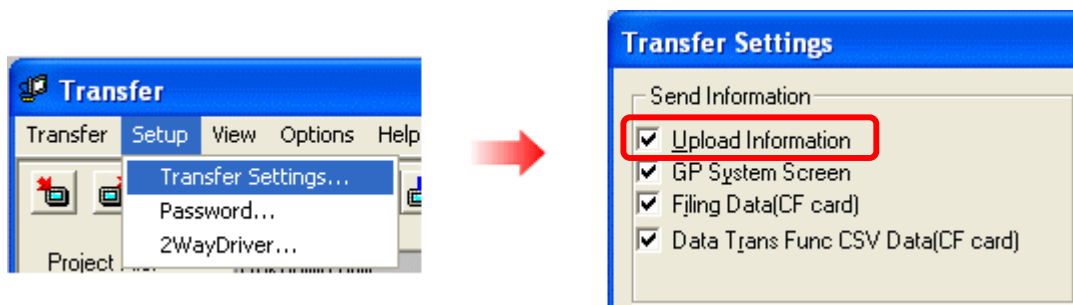 Transfer
Transfer Setup View Options Help
Transfer Settings...
Password...
2WayDriver...
Project
Transfer Settings
Send Information
Upload Information
GP System Screen
Filing Data(CF card)
Data Trans Func CSV Data(CF card)